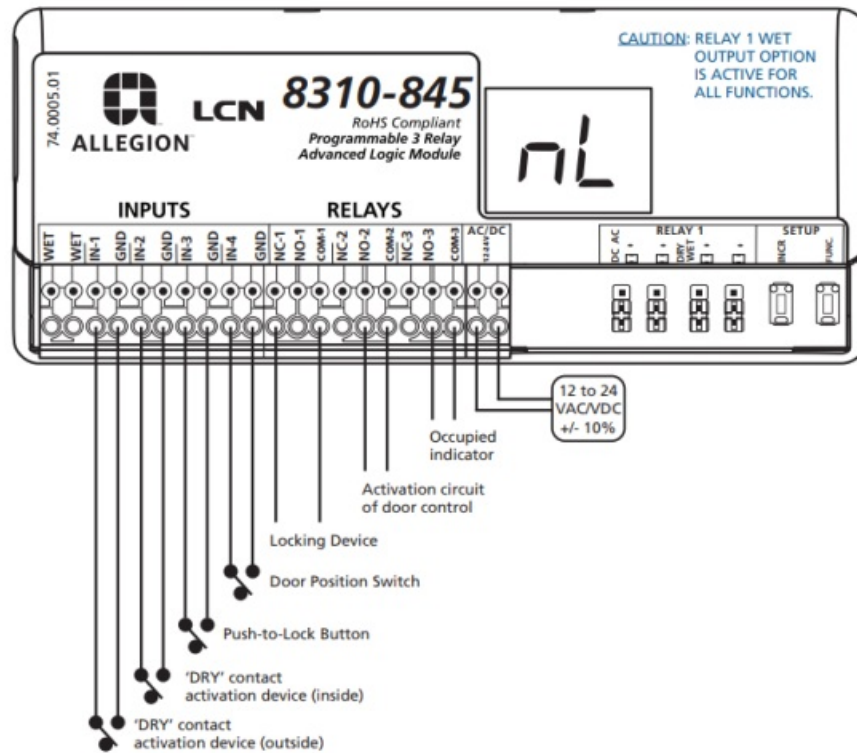 CAUTION: RELAY 1 WET
OUTPUT OPTION
IS ACTIVE FOR
ALL FUNCTIONS.
74.0005.01
ALLEGION
LCN
8310-845
RoHS Compliant
Programmable 3 Relay
Advanced Logic Module
nL
INPUTS
RELAYS
WET
WET
IN-1
GND
IN-2
GND
IN-3
GND
IN-4
GND
NC-1
NO-1
COM-1
NC-2
NO-2
COM-2
NC-3
NO-3
COM-3
AC/DC
12-24V
RELAY 1
DC AC
DRY
WET
SETUP
INCR
FUNC.
12 to 24
VAC/VDC
+/- 10%
Occupied
indicator
Activation circuit
of door control
Locking Device
Door Position Switch
Push-to-Lock Button
'DRY' contact
activation device (inside)
'DRY' contact
activation device (outside)